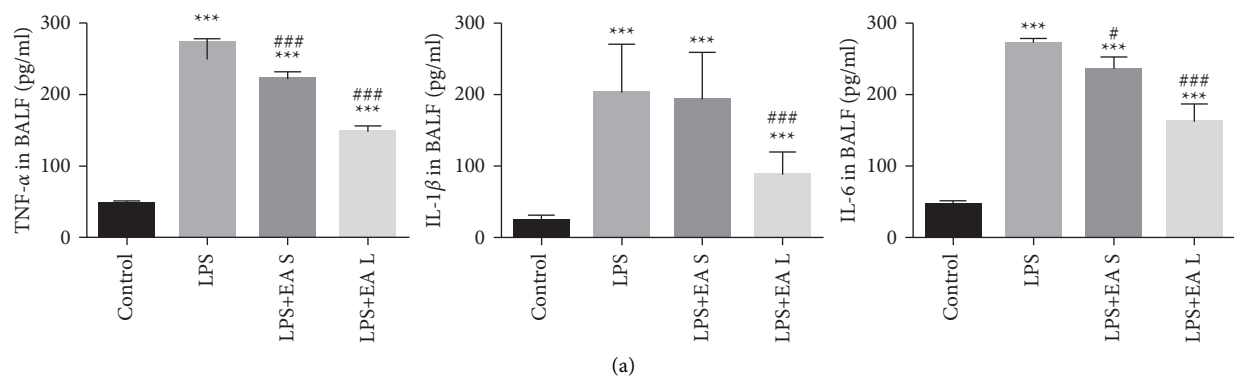 TNF-α in BALF (pg/ml)
300
200
100
0
***
###
***
###
***
Control
LPS
LPS+EA S
LPS+EA L
IL-1β in BALF (pg/ml)
300
200
100
0
***
***
###
***
Control
LPS
LPS+EA S
LPS+EA L
IL-6 in BALF (pg/ml)
300
200
100
0
***
#
***
###
***
Control
LPS
LPS+EA S
LPS+EA L
(a)